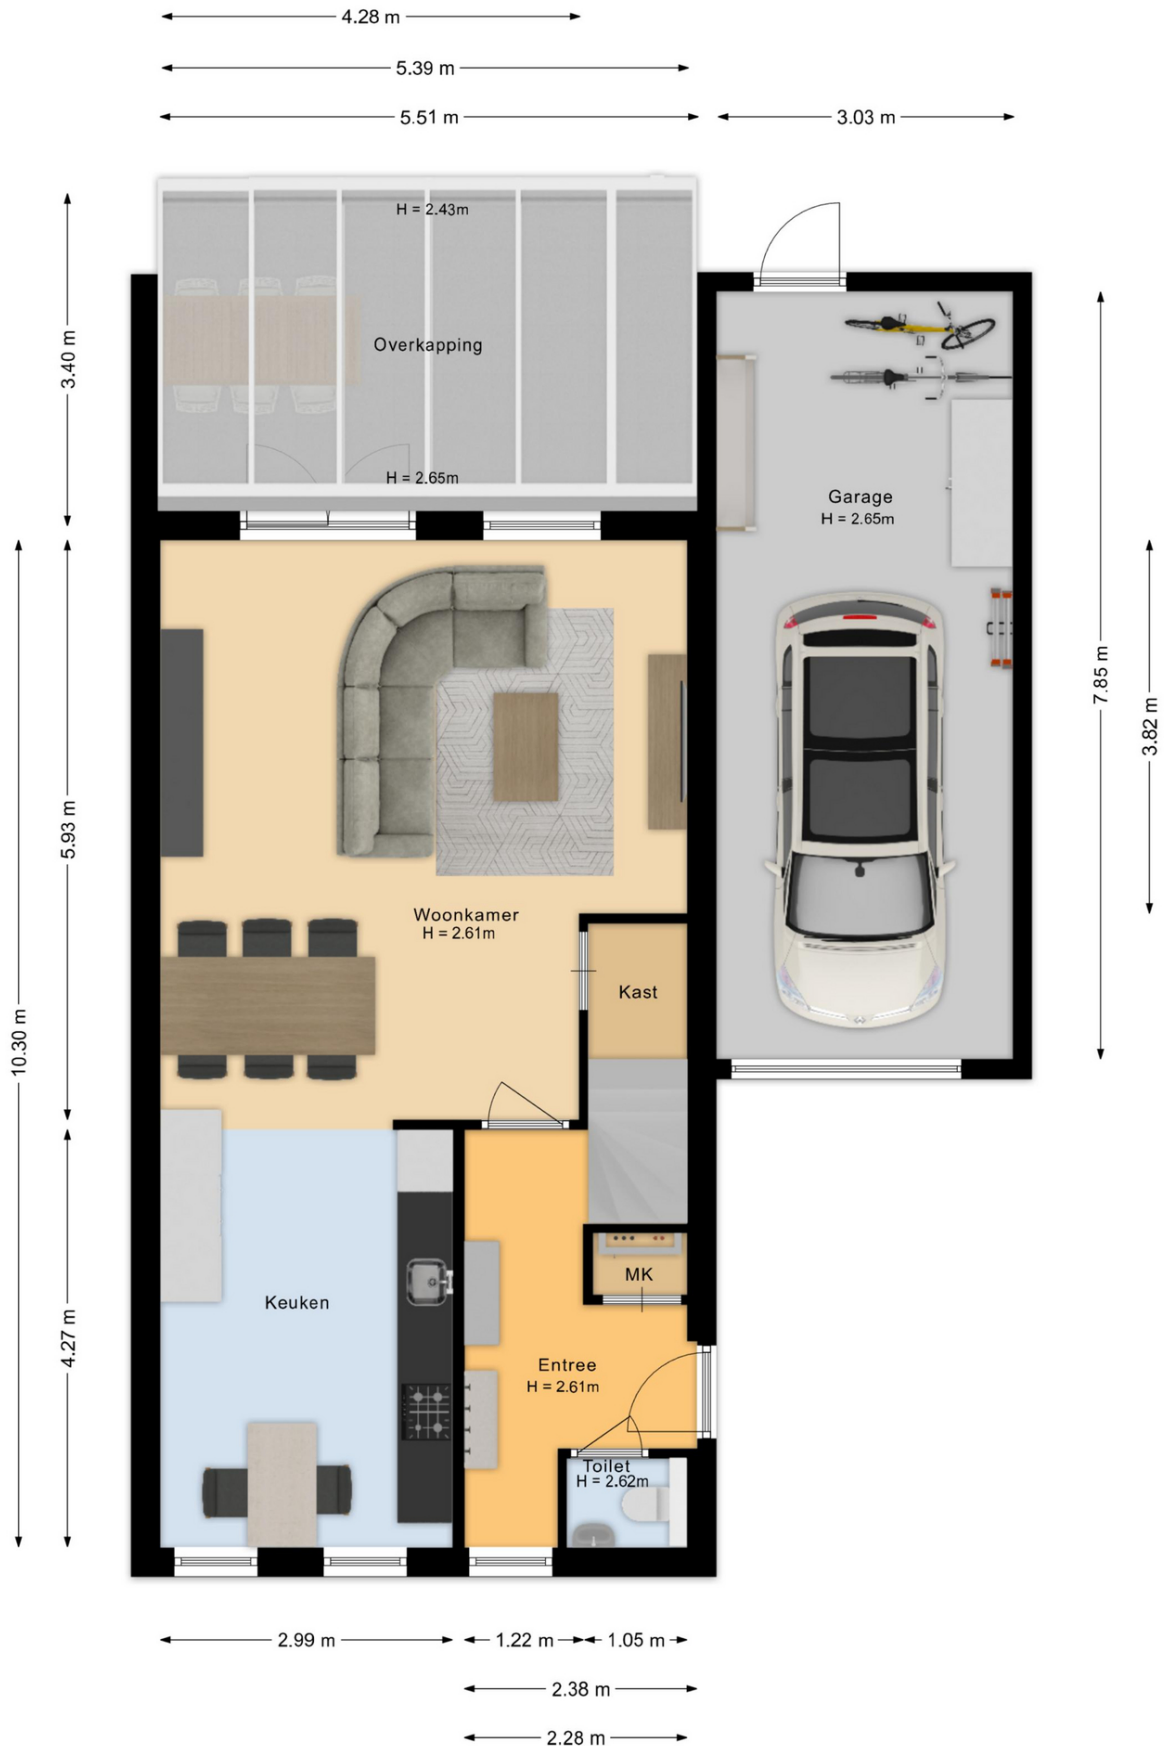 4.28 m
5.39 m
5.51 m
3.03 m
H = 2.43m
3.40 m
Overkapping
H = 2.65m
Garage
H = 2.65m
7.85 m
3.82 m
5.93 m
Woonkamer
H = 2.61m
Kast
10.30 m
MK
Keuken
4.27 m
Entree
H = 2.61m
Toilet
H = 2.62m
2.99 m
1.22 m
1.05 m
2.38 m
2.28 m